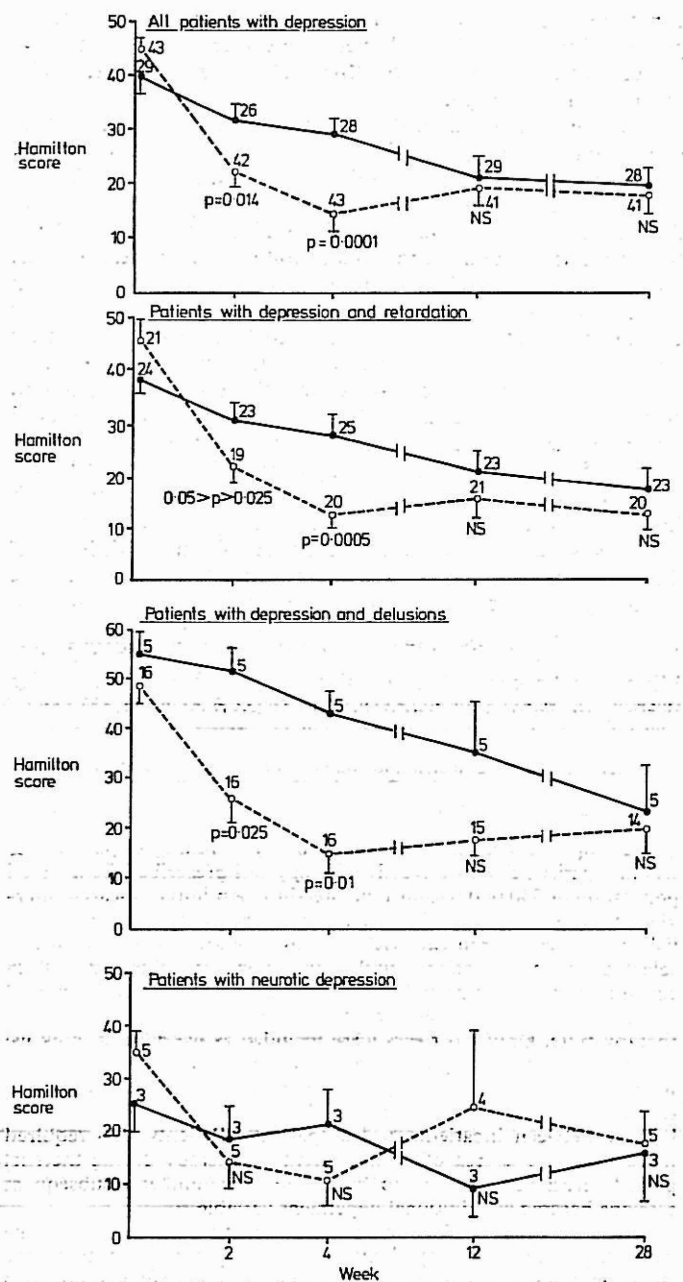 All patients with depression
50
43
29
40
26
28
30
Hamilton
score
42
29
28
20
43
41
41
p=0·014
NS
NS
10
p=0·0001
0
Patients with depression and retardation
50
21
40
24
23
25
30
Hamilton
score
19
23
23
20
20
21
20
0·05>p>0·025
NS
NS
10
p=0·0005
0
Patients with depression and delusions
60
5
5
50
16
5
40
5
Hamilton
score
30
16
5
20
16
15
14
p=0·025
NS
NS
10
p=0·01
0
50
Patients with neurotic depression
40
5
30
Hamilton
score
3
4
20
3
3
5
5
5
3
10
NS
NS
3
NS
NS
0
2
4
12
28
Week